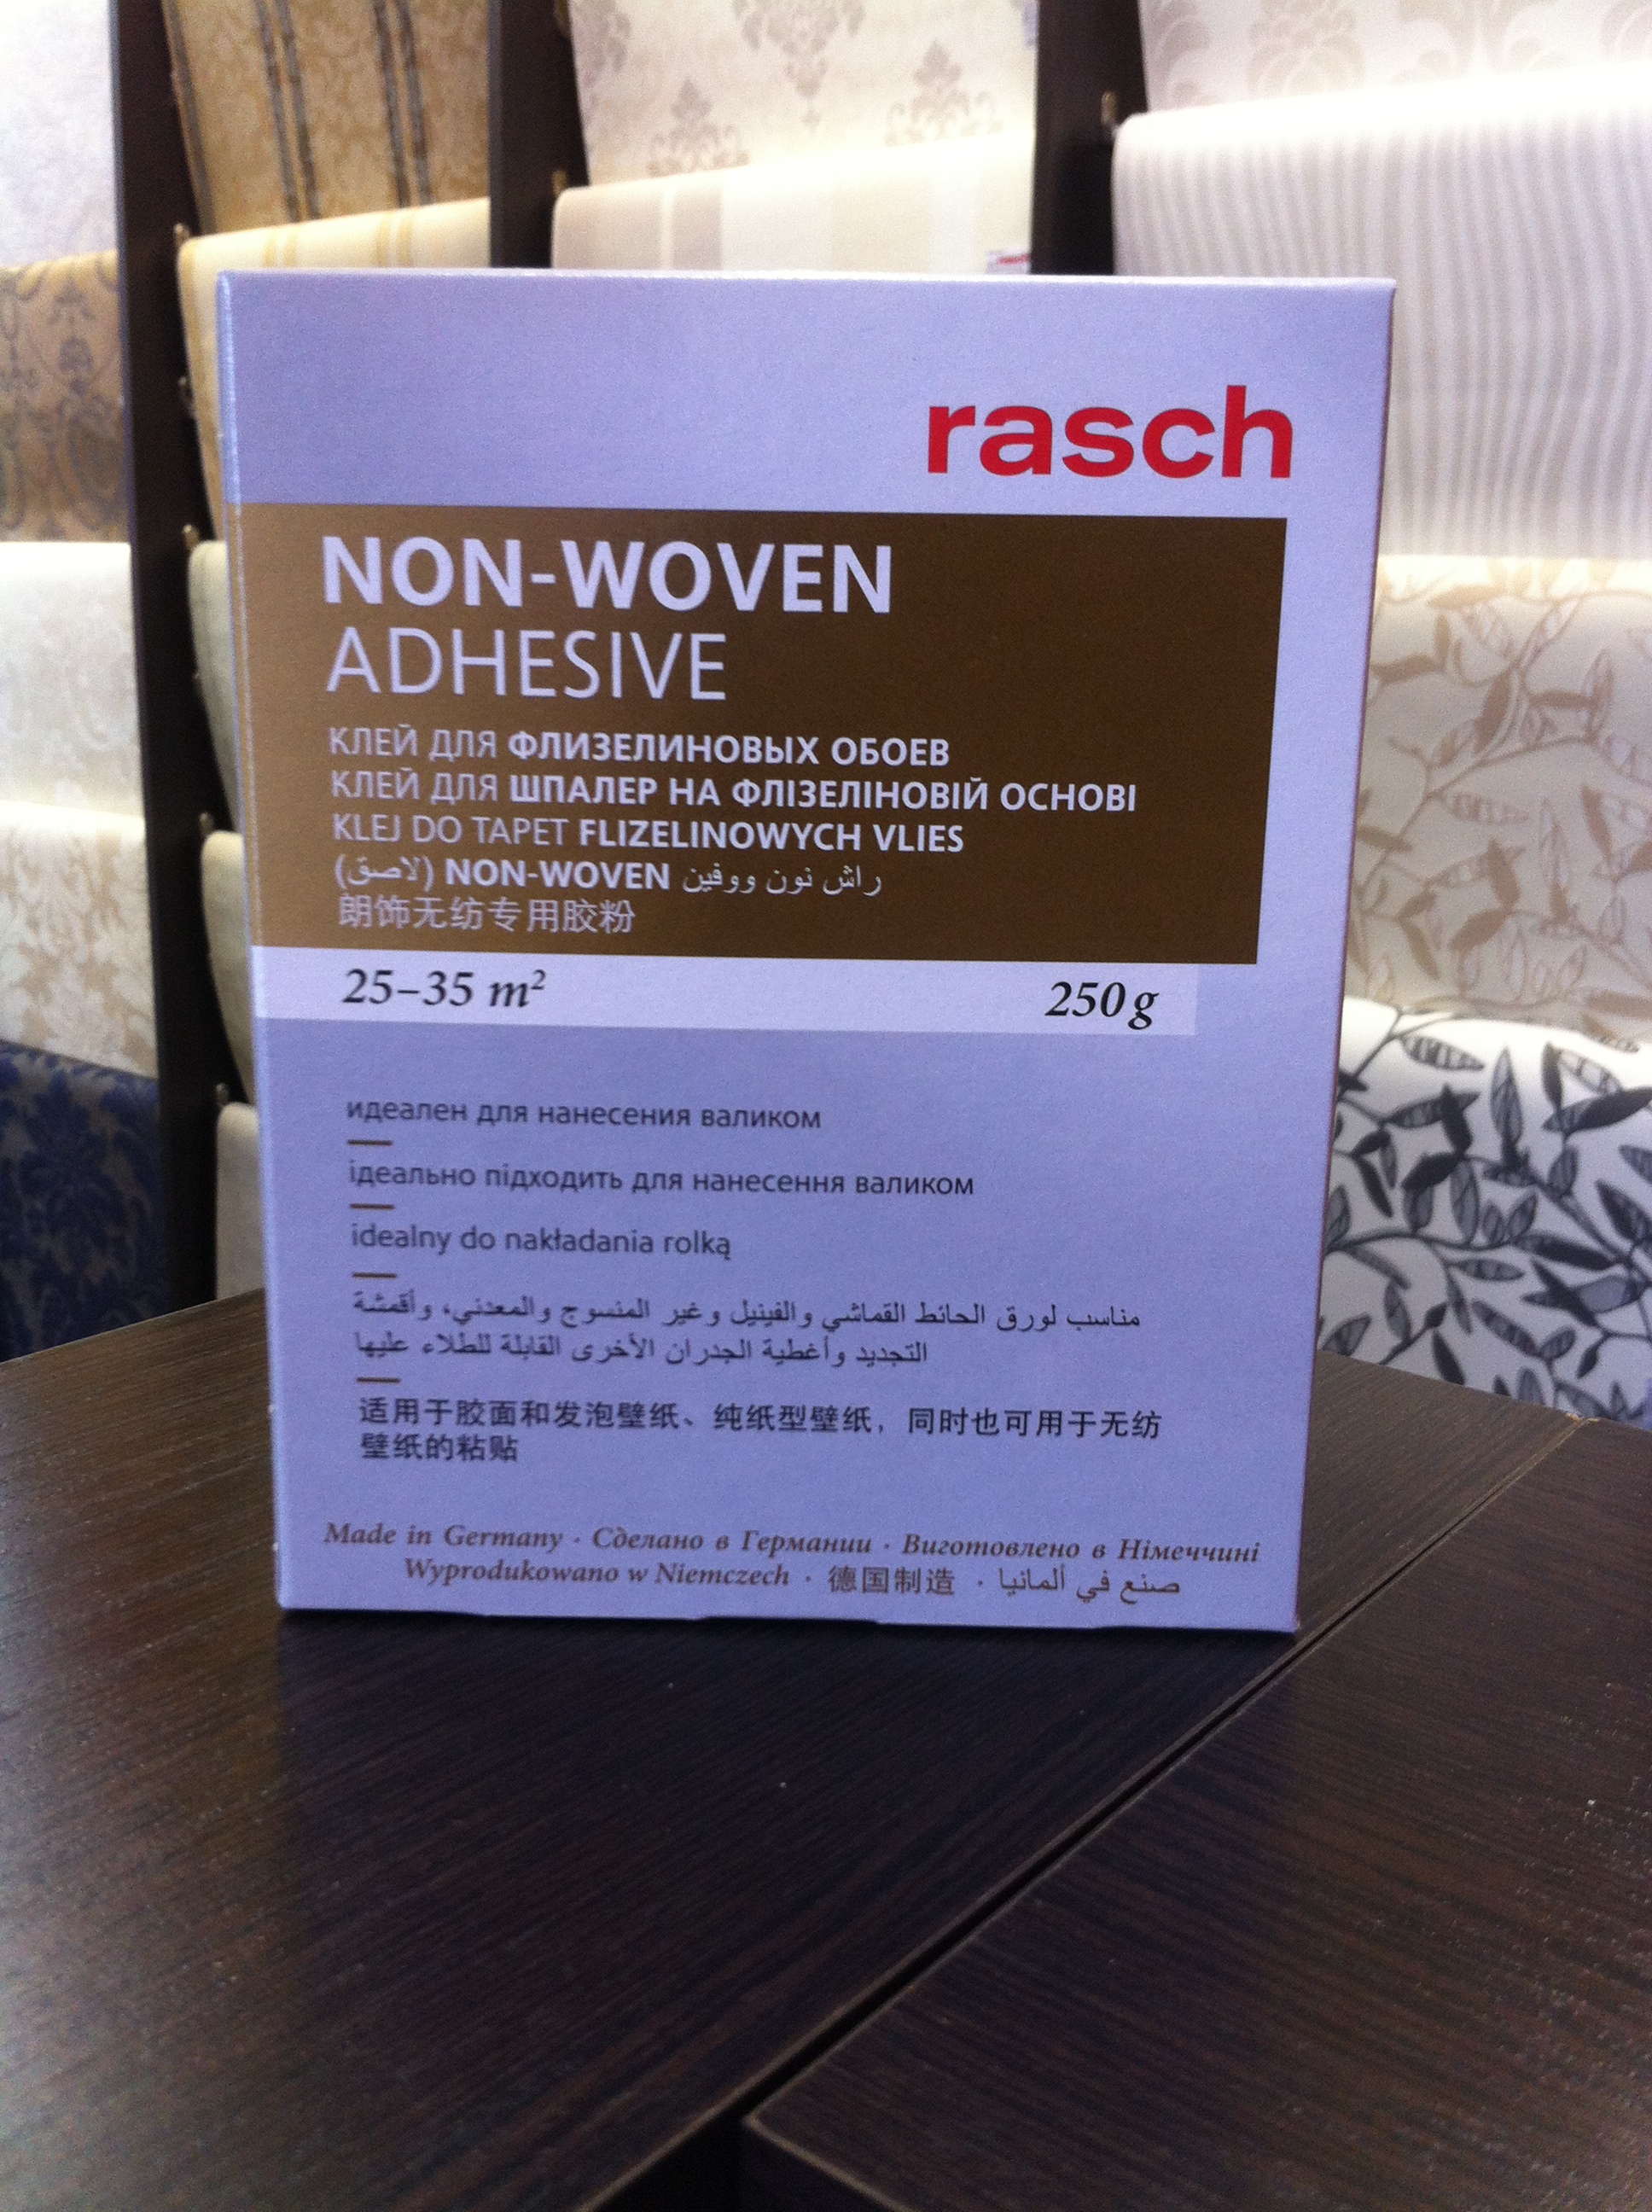 rasch
NON-WOVEN
ADHESIVE
КЛЕЙ ДЛЯ ФЛИЗЕЛИНОВЫХ ОБОЕВ
КЛЕЙ ДЛЯ ШПАЛЕР НА ФЛІЗЕЛІНОВІЙ ОСНОВІ
KLEJ DO TAPET FLIZELINOWYCH VLIES
راش نون ووفين NON-WOVEN (لاصق)
朗饰无纺专用胶粉
25–35 m²
250 g
идеален для нанесения валиком
ідеально підходить для нанесення валиком
idealny do nakładania rolką
مناسب لورق الحائط القماشي والفينيل وغير المنسوج والمعدني، وأقمشة
التجديد وأغطية الجدران الأخرى القابلة للطلاء عليها
适用于胶面和发泡壁纸、纯纸型壁纸，同时也可用于无纺
壁纸的粘贴
Made in Germany · Сделано в Германии · Виготовлено в Німеччині
Wyprodukowano w Niemczech · 德国制造 · صنع في ألمانيا